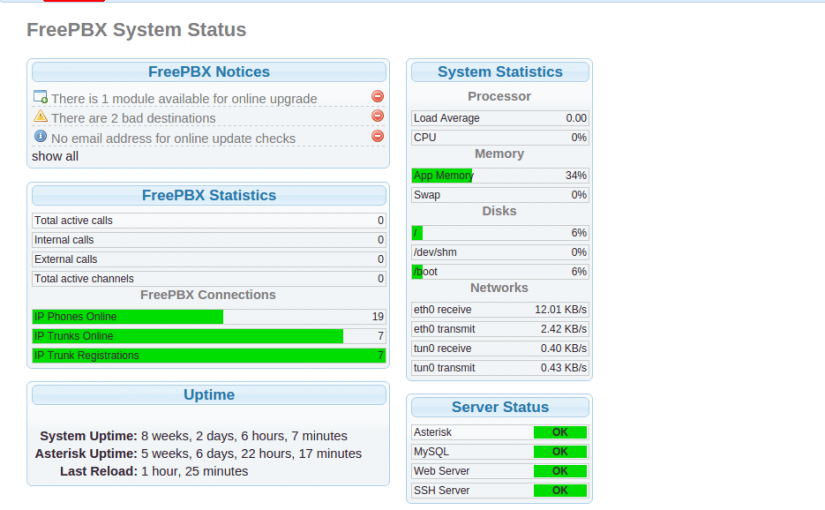 FreePBX System Status
FreePBX Notices
There is 1 module available for online upgrade
There are 2 bad destinations
No email address for online update checks
show all
FreePBX Statistics
Total active calls 0
Internal calls 0
External calls 0
Total active channels 0
FreePBX Connections
IP Phones Online 19
IP Trunks Online 7
IP Trunk Registrations 7
Uptime
System Uptime: 8 weeks, 2 days, 6 hours, 7 minutes
Asterisk Uptime: 5 weeks, 6 days, 22 hours, 17 minutes
Last Reload: 1 hour, 25 minutes
System Statistics
Processor
Load Average 0.00
CPU 0%
Memory
App Memory 34%
Swap 0%
Disks
/ 6%
/dev/shm 0%
/boot 6%
Networks
eth0 receive 12.01 KB/s
eth0 transmit 2.42 KB/s
tun0 receive 0.40 KB/s
tun0 transmit 0.43 KB/s
Server Status
Asterisk OK
MySQL OK
Web Server OK
SSH Server OK